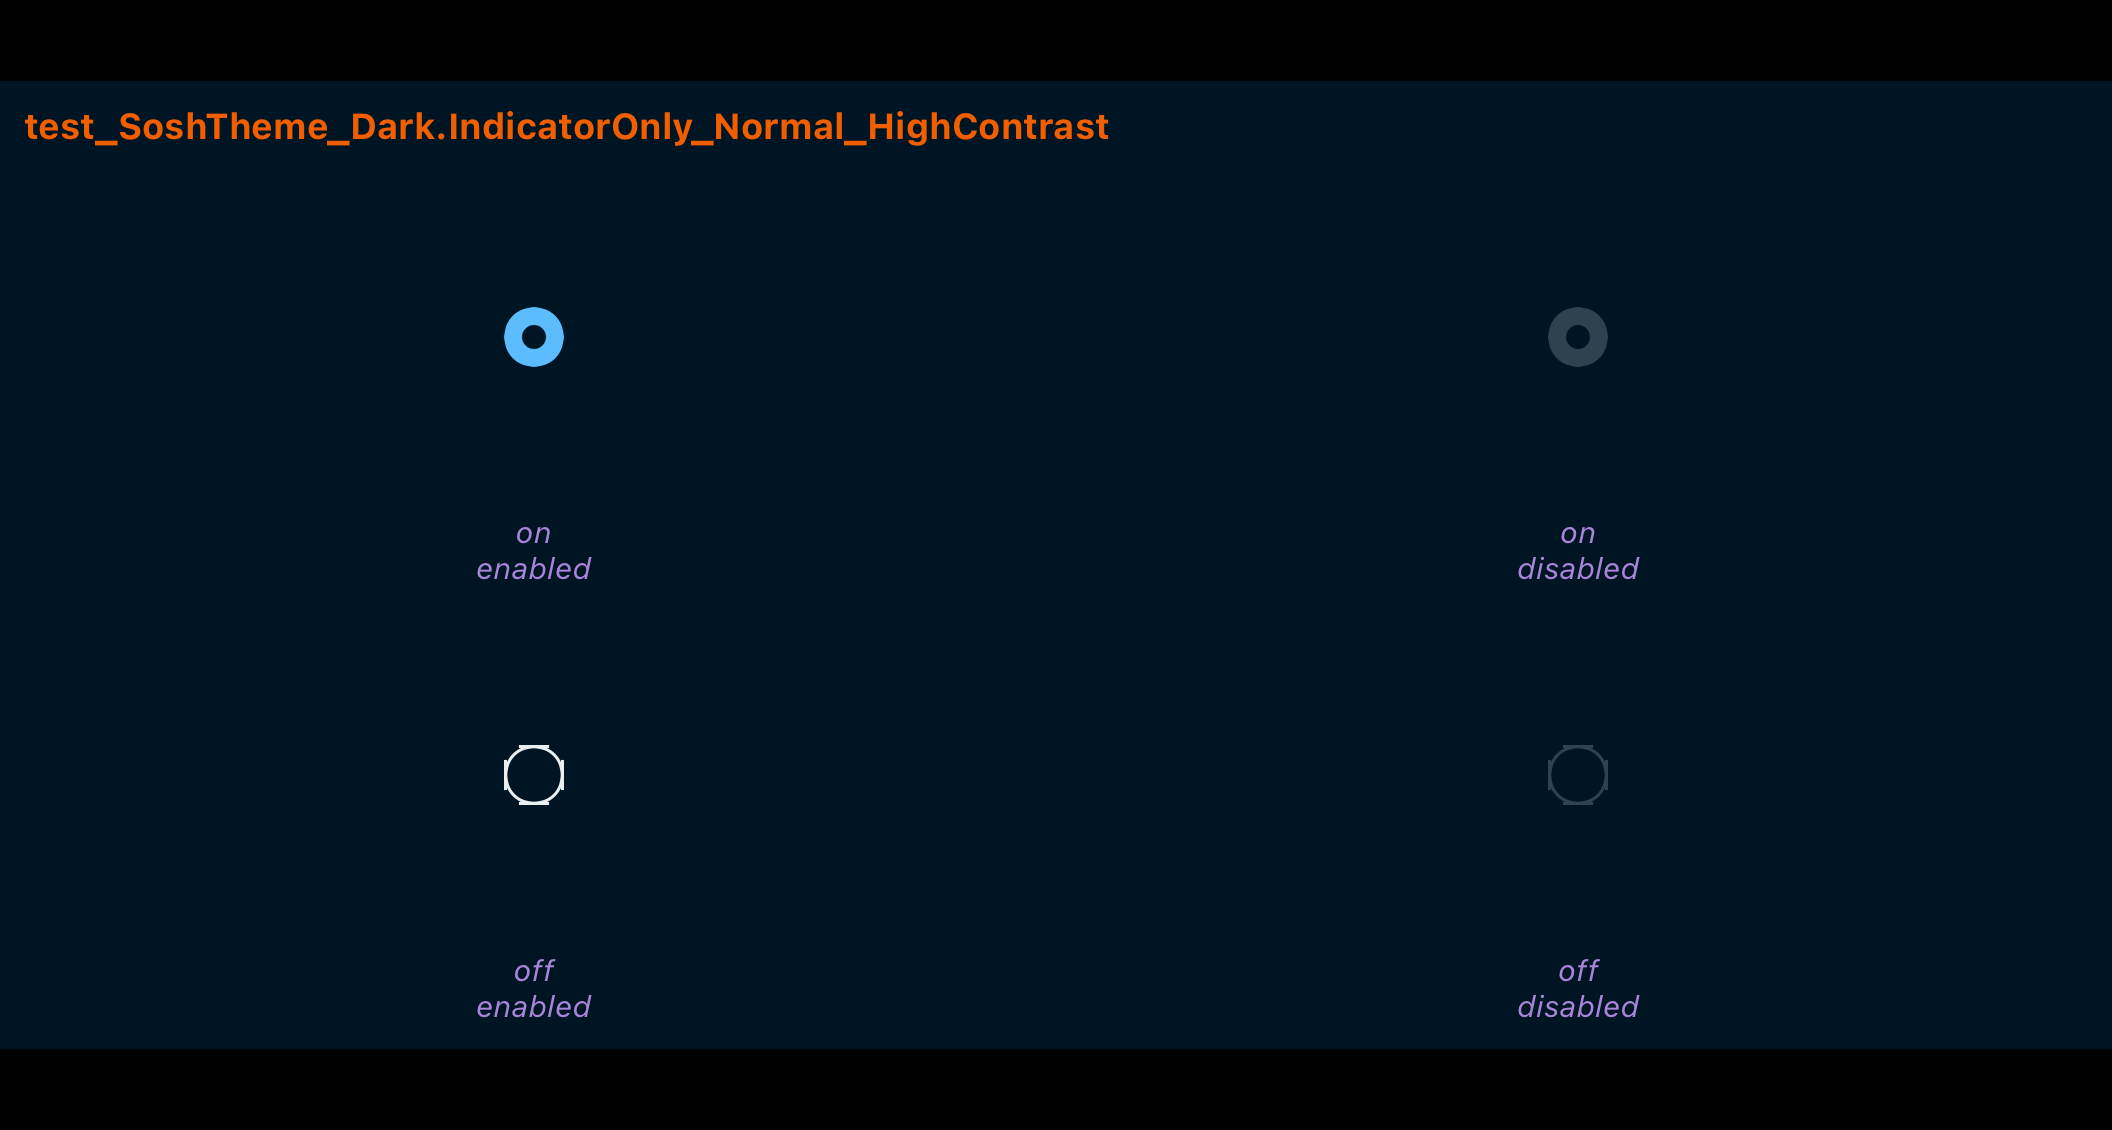 test_SoshTheme_Dark.IndicatorOnly_Normal_HighContrast
on
enabled
on
disabled
off
enabled
off
disabled